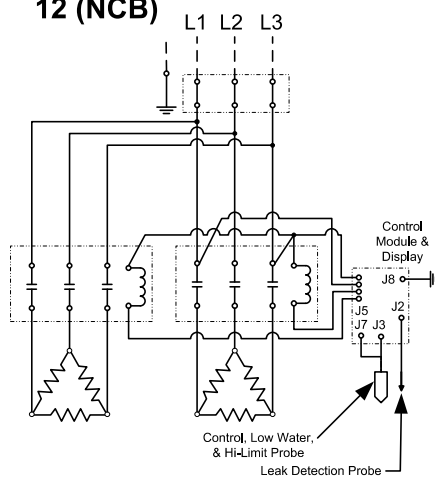 12 (NCB)
L1 L2 L3
Control
Module &
Display
J8
J5
J2
J7 J3
Control, Low Water,
& Hi-Limit Probe
Leak Detection Probe